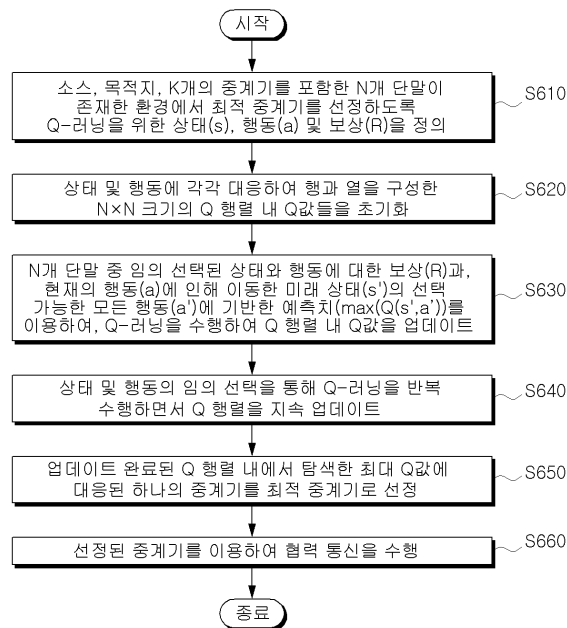 시작
소스, 목적지, K개의 중계기를 포함한 N개 단말이
존재한 환경에서 최적 중계기를 선정하도록
Q-러닝을 위한 상태(s), 행동(a) 및 보상(R)을 정의
S610
상태 및 행동에 각각 대응하여 행과 열을 구성한
N×N 크기의 Q 행렬 내 Q값들을 초기화
S620
N개 단말 중 임의 선택된 상태와 행동에 대한 보상(R)과,
현재의 행동(a)에 인해 이동한 미래 상태(s')의 선택
가능한 모든 행동(a')에 기반한 예측치(max(Q(s',a'))를
이용하여, Q-러닝을 수행하여 Q 행렬 내 Q값을 업데이트
S630
상태 및 행동의 임의 선택을 통해 Q-러닝을 반복
수행하면서 Q 행렬을 지속 업데이트
S640
업데이트 완료된 Q 행렬 내에서 탐색한 최대 Q값에
대응된 하나의 중계기를 최적 중계기로 선정
S650
선정된 중계기를 이용하여 협력 통신을 수행
S660
종료